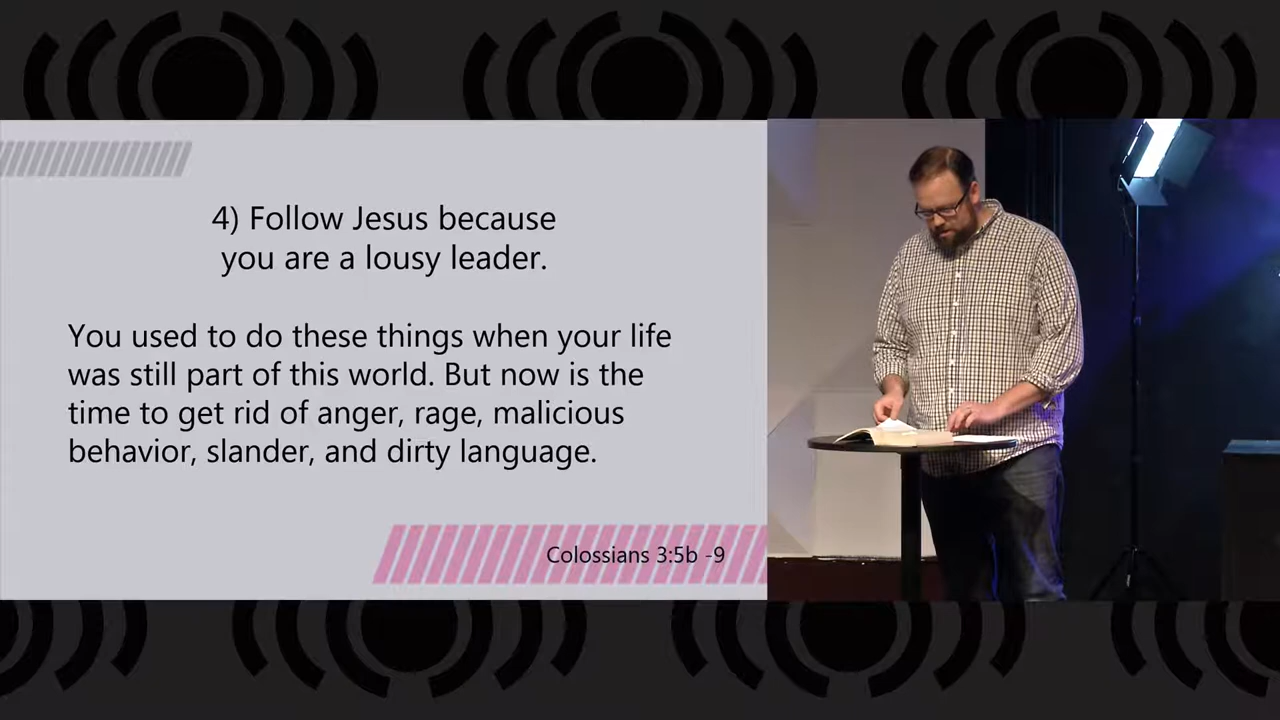 4) Follow Jesus because
you are a lousy leader.
You used to do these things when your life
was still part of this world. But now is the
time to get rid of anger, rage, malicious
behavior, slander, and dirty language.
Colossians 3:5b -9